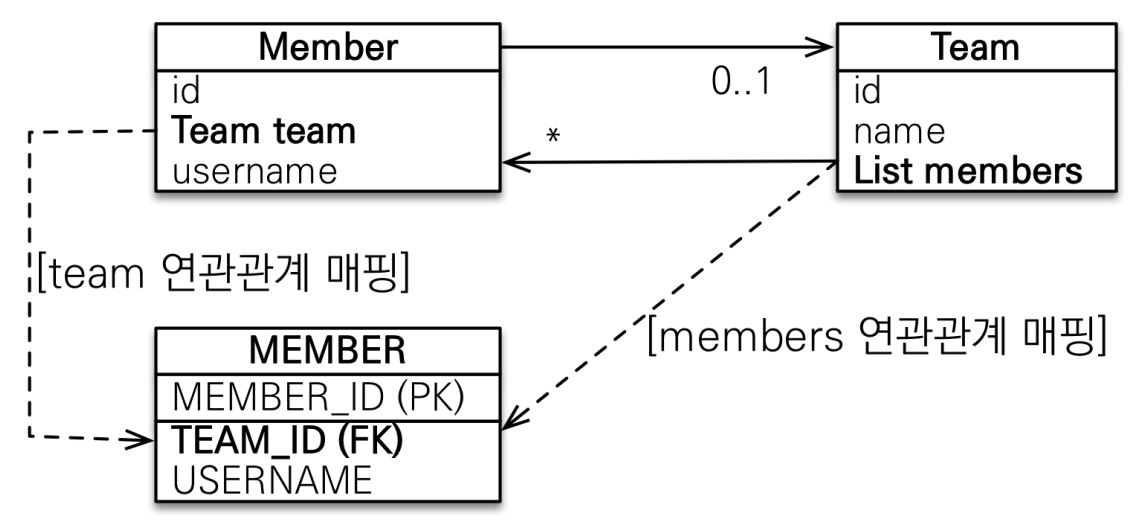 Member
id
Team team
username
0..1
*
Team
id
name
List members
[team 연관관계 매핑]
[members 연관관계 매핑]
MEMBER
MEMBER_ID (PK)
TEAM_ID (FK)
USERNAME